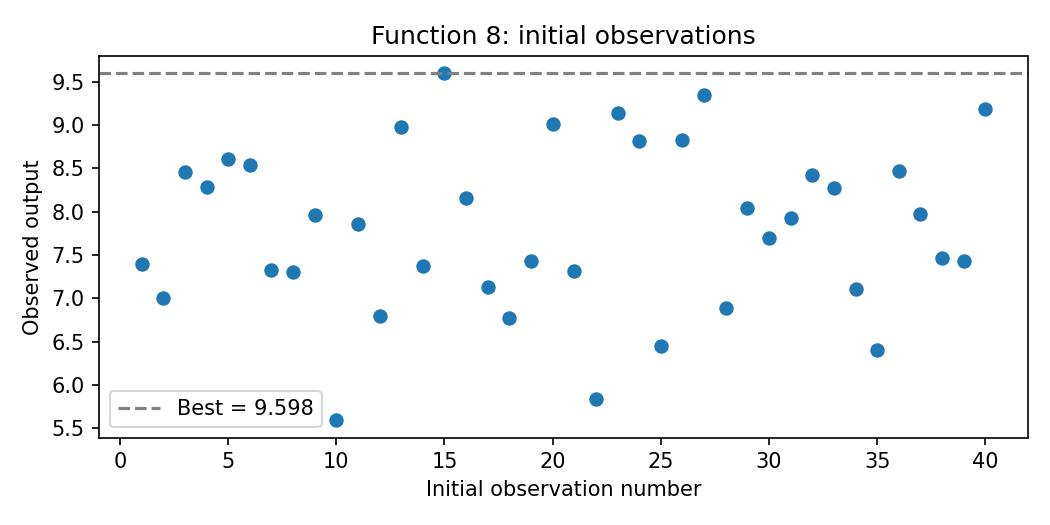 Function 8: initial observations
Observed output
9.5
9.0
8.5
8.0
7.5
7.0
6.5
6.0
5.5
Best = 9.598
0 5 10 15 20 25 30 35 40
Initial observation number